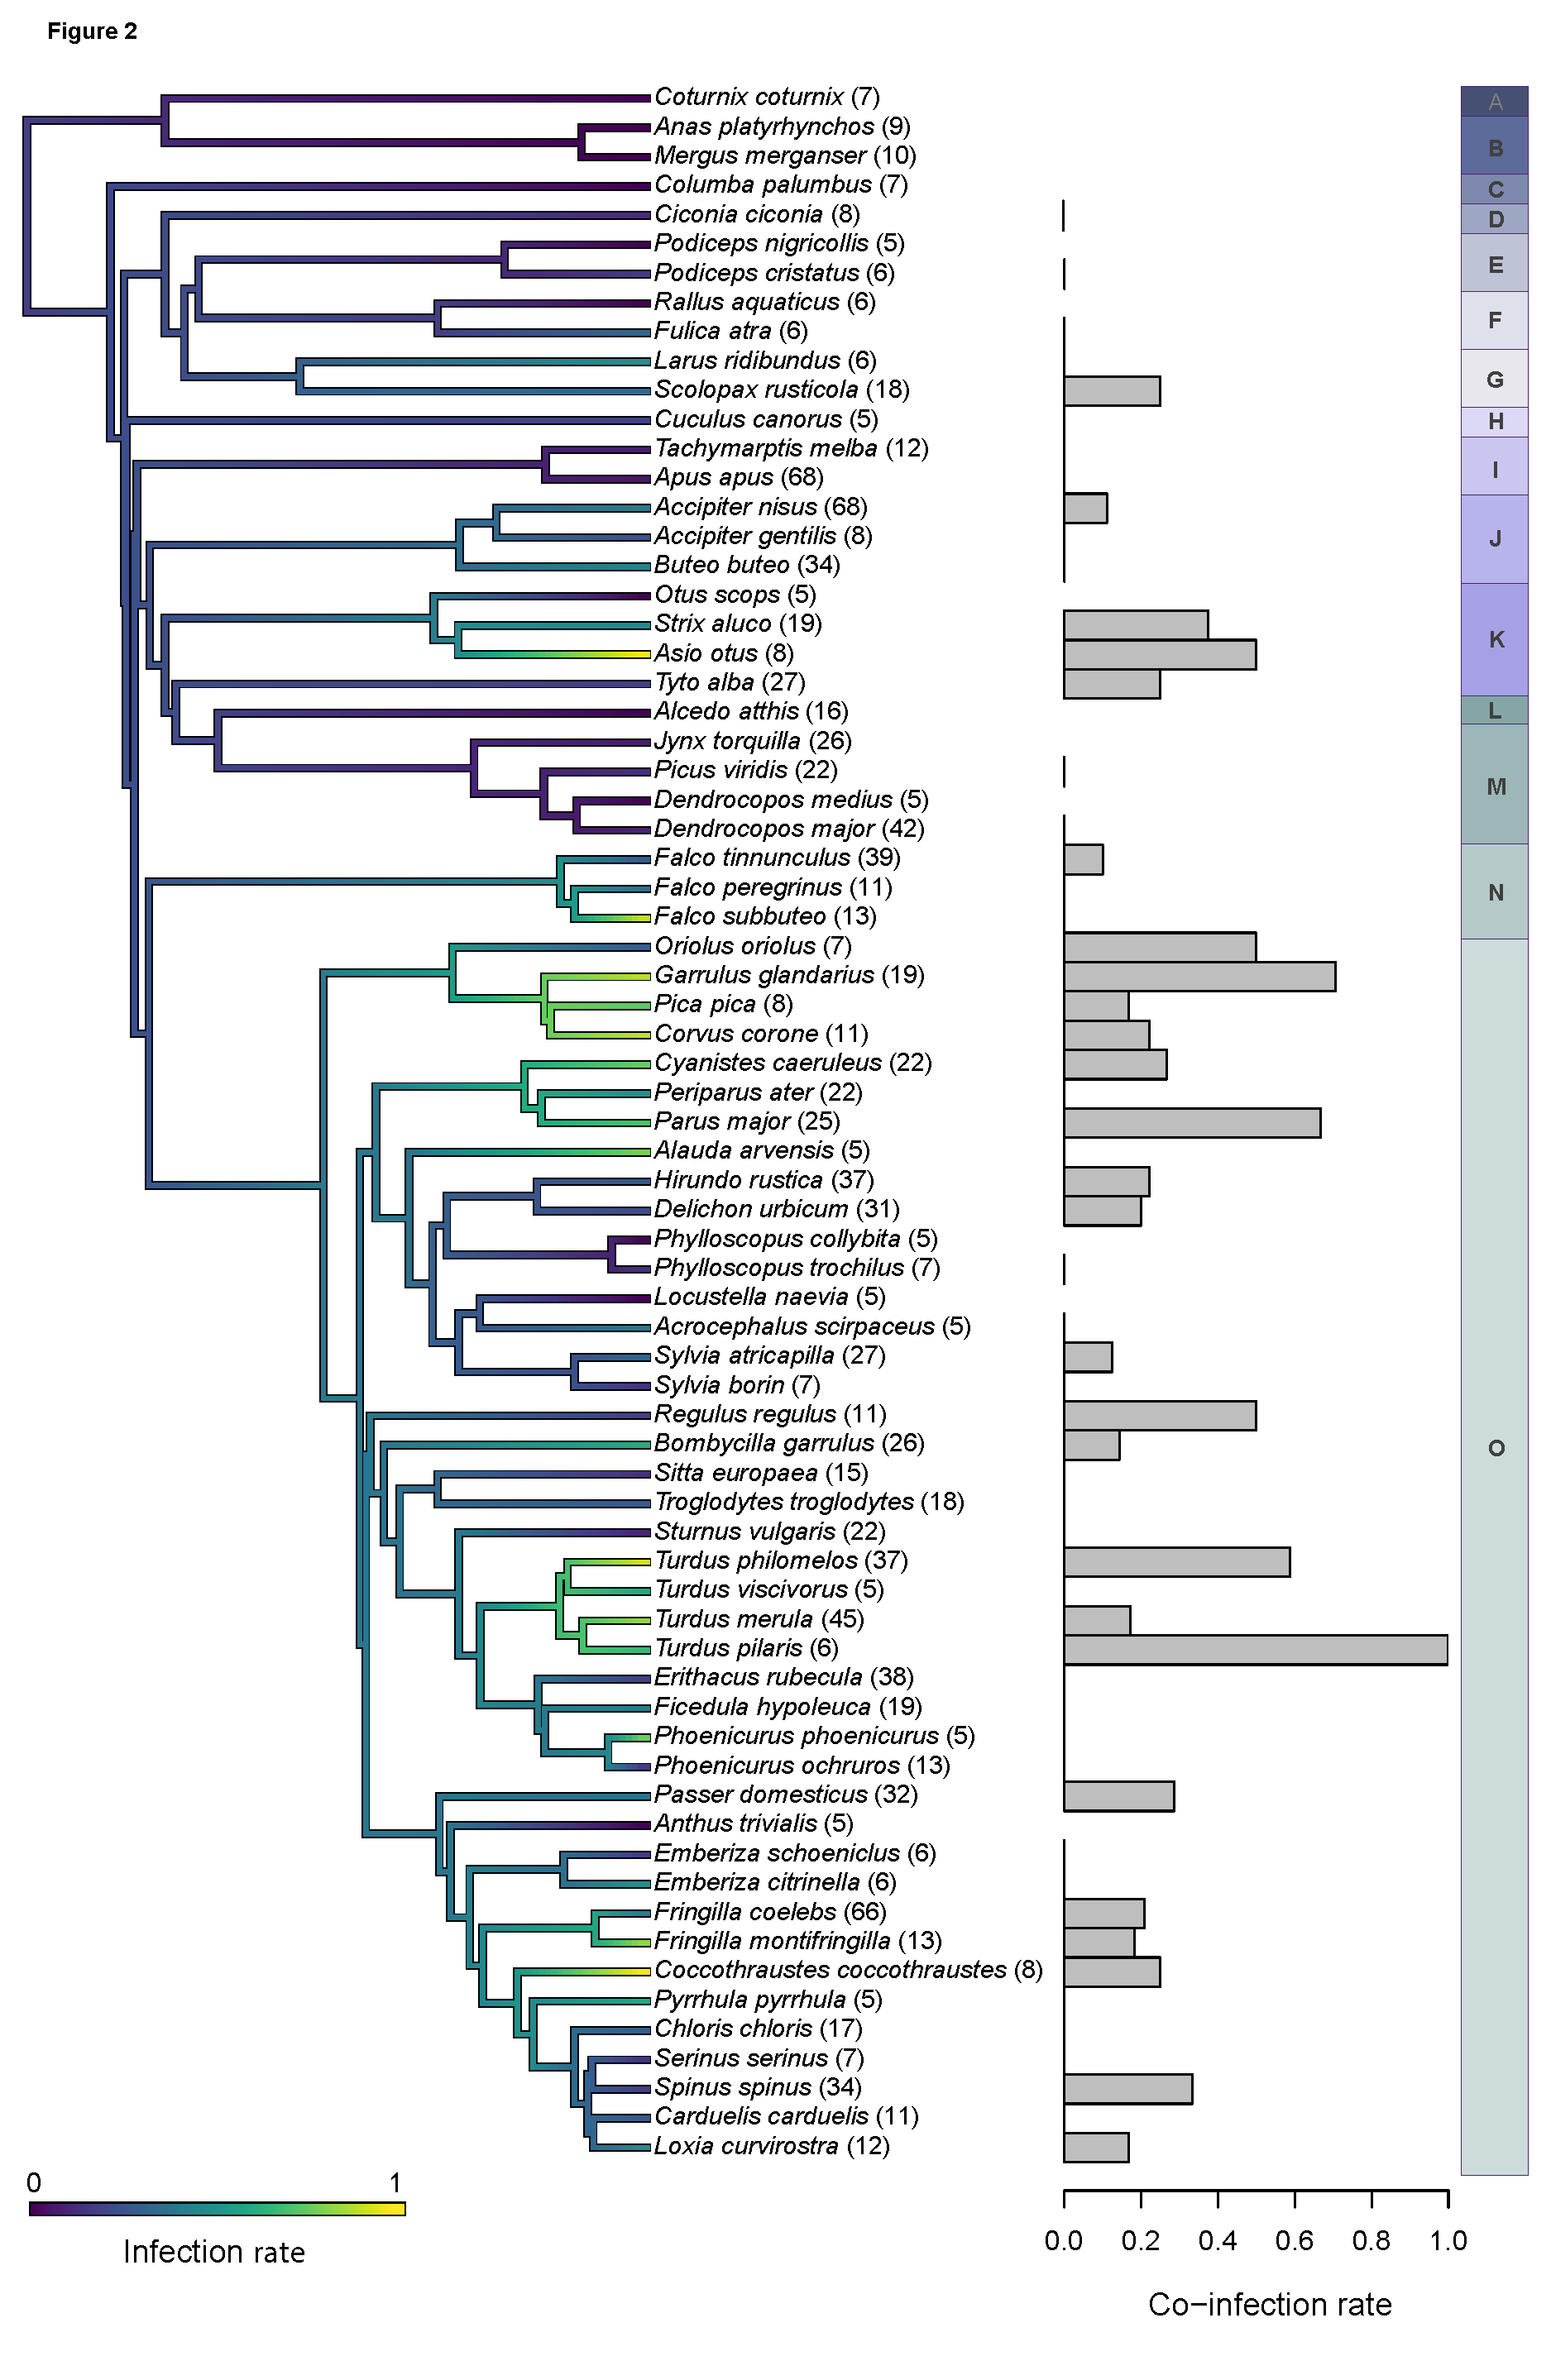 Figure 2
Coturnix coturnix (7)
A
Anas platyrhynchos (9)
B
Mergus merganser (10)
Columba palumbus (7)
C
Ciconia ciconia (8)
D
Podiceps nigricollis (5)
E
Podiceps cristatus (6)
Rallus aquaticus (6)
F
Fulica atra (6)
Larus ridibundus (6)
G
Scolopax rusticola (18)
Cuculus canorus (5)
H
Tachymarptis melba (12)
I
Apus apus (68)
Accipiter nisus (68)
Accipiter gentilis (8)
J
Buteo buteo (34)
Otus scops (5)
Strix aluco (19)
K
Asio otus (8)
Tyto alba (27)
Alcedo atthis (16)
L
Jynx torquilla (26)
Picus viridis (22)
M
Dendrocopos medius (5)
Dendrocopos major (42)
Falco tinnunculus (39)
Falco peregrinus (11)
N
Falco subbuteo (13)
Oriolus oriolus (7)
Garrulus glandarius (19)
Pica pica (8)
Corvus corone (11)
Cyanistes caeruleus (22)
Periparus ater (22)
Parus major (25)
Alauda arvensis (5)
Hirundo rustica (37)
Delichon urbicum (31)
Phylloscopus collybita (5)
Phylloscopus trochilus (7)
Locustella naevia (5)
Acrocephalus scirpaceus (5)
Sylvia atricapilla (27)
Sylvia borin (7)
Regulus regulus (11)
Bombycilla garrulus (26)
O
Sitta europaea (15)
Troglodytes troglodytes (18)
Sturnus vulgaris (22)
Turdus philomelos (37)
Turdus viscivorus (5)
Turdus merula (45)
Turdus pilaris (6)
Erithacus rubecula (38)
Ficedula hypoleuca (19)
Phoenicurus phoenicurus (5)
Phoenicurus ochruros (13)
Passer domesticus (32)
Anthus trivialis (5)
Emberiza schoeniclus (6)
Emberiza citrinella (6)
Fringilla coelebs (66)
Fringilla montifringilla (13)
Coccothraustes coccothraustes (8)
Pyrrhula pyrrhula (5)
Chloris chloris (17)
Serinus serinus (7)
Spinus spinus (34)
Carduelis carduelis (11)
Loxia curvirostra (12)
0 1
Infection rate
0.0 0.2 0.4 0.6 0.8 1.0
Co−infection rate